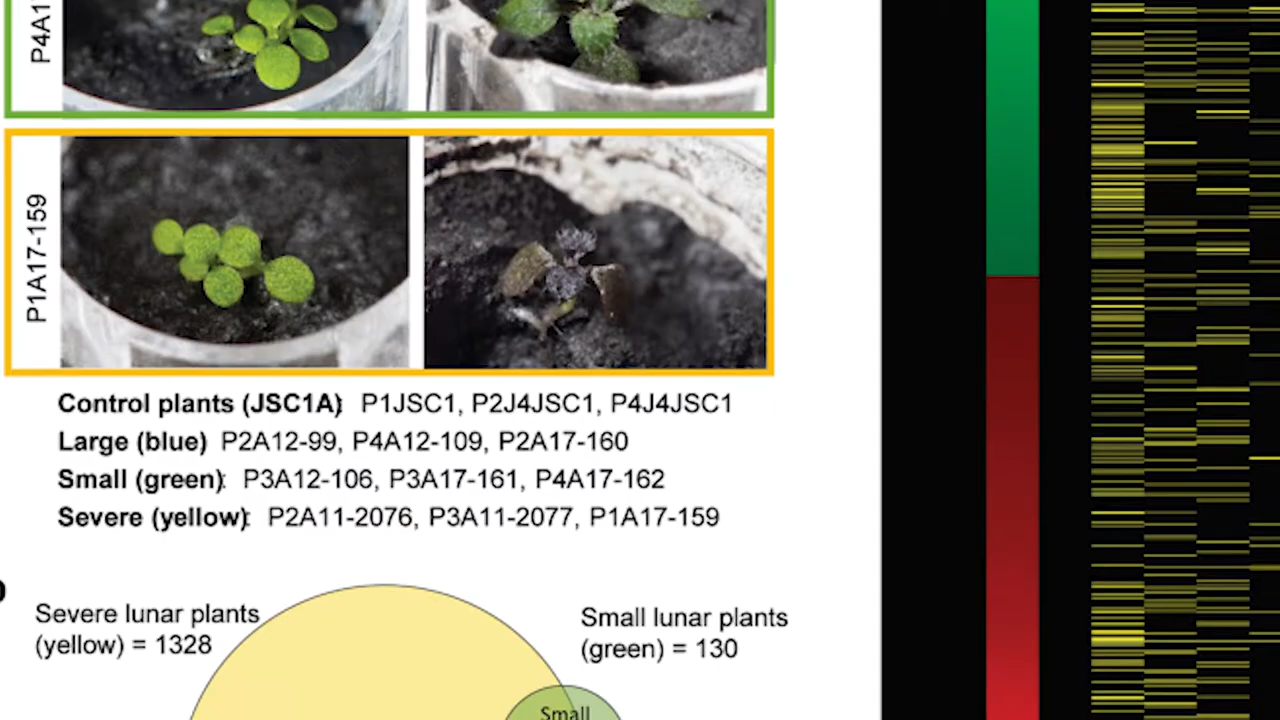 P4A1
P1A17-159
Control plants (JSC1A) P1JSC1, P2J4JSC1, P4J4JSC1
Large (blue) P2A12-99, P4A12-109, P2A17-160
Small (green): P3A12-106, P3A17-161, P4A17-162
Severe (yellow): P2A11-2076, P3A11-2077, P1A17-159
Severe lunar plants
(yellow) = 1328
Small lunar plants
(green) = 130
Small